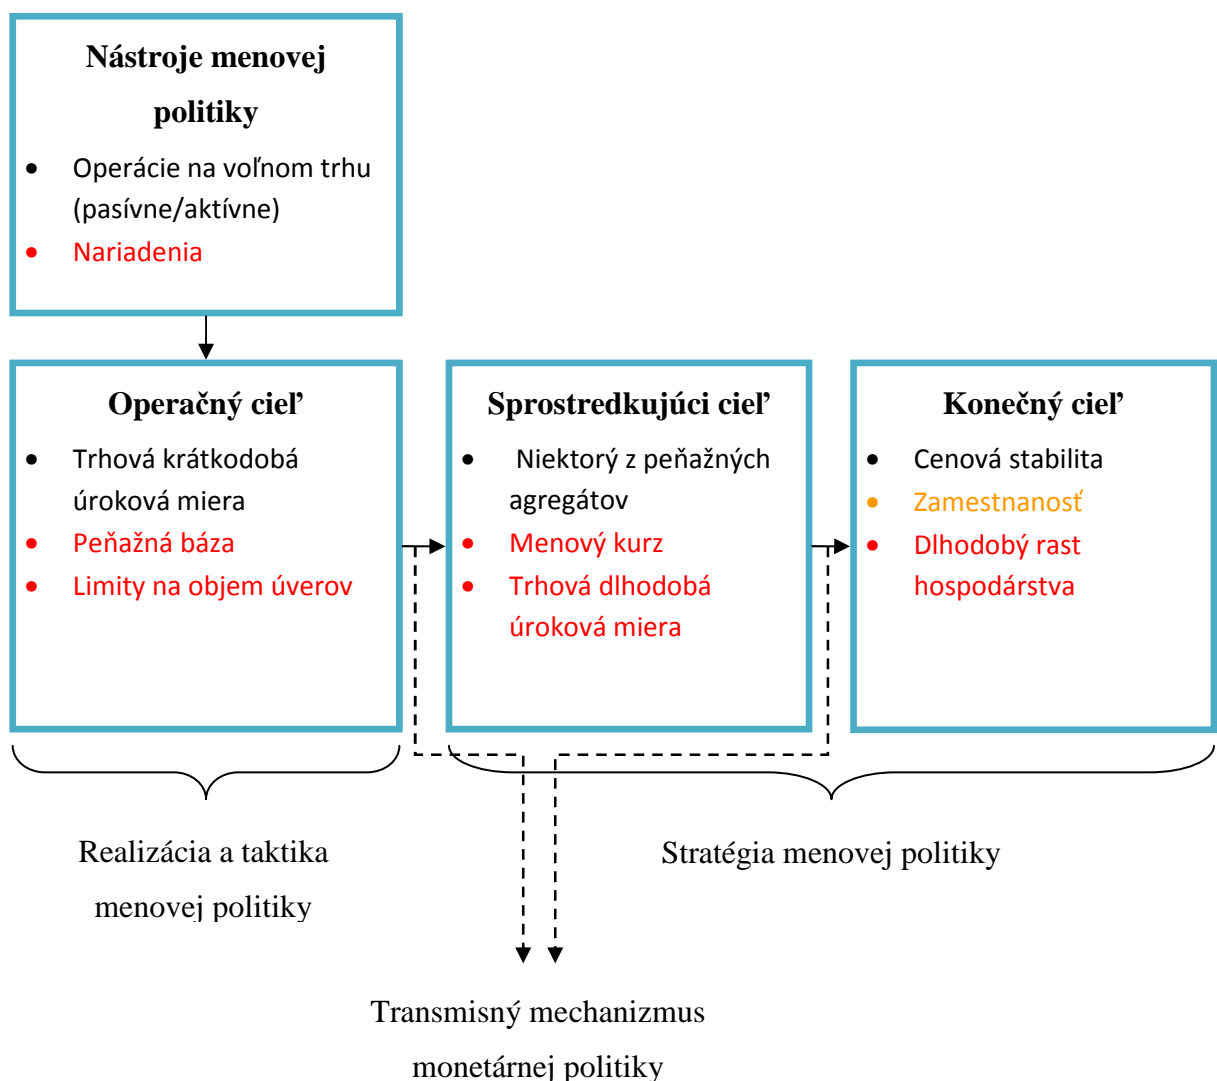 Nástroje menovej
politiky
• Operácie na voľnom trhu
(pasívne/aktívne)
• Nariadenia
Operačný cieľ
• Trhová krátkodobá
úroková miera
• Peňažná báza
• Limity na objem úverov
Sprostredkujúci cieľ
• Niektorý z peňažných
agregátov
• Menový kurz
• Trhová dlhodobá
úroková miera
Konečný cieľ
• Cenová stabilita
• Zamestnanosť
• Dlhodobý rast
hospodárstva
Realizácia a taktika
menovej politiky
Stratégia menovej politiky
Transmisný mechanizmus
monetárnej politiky